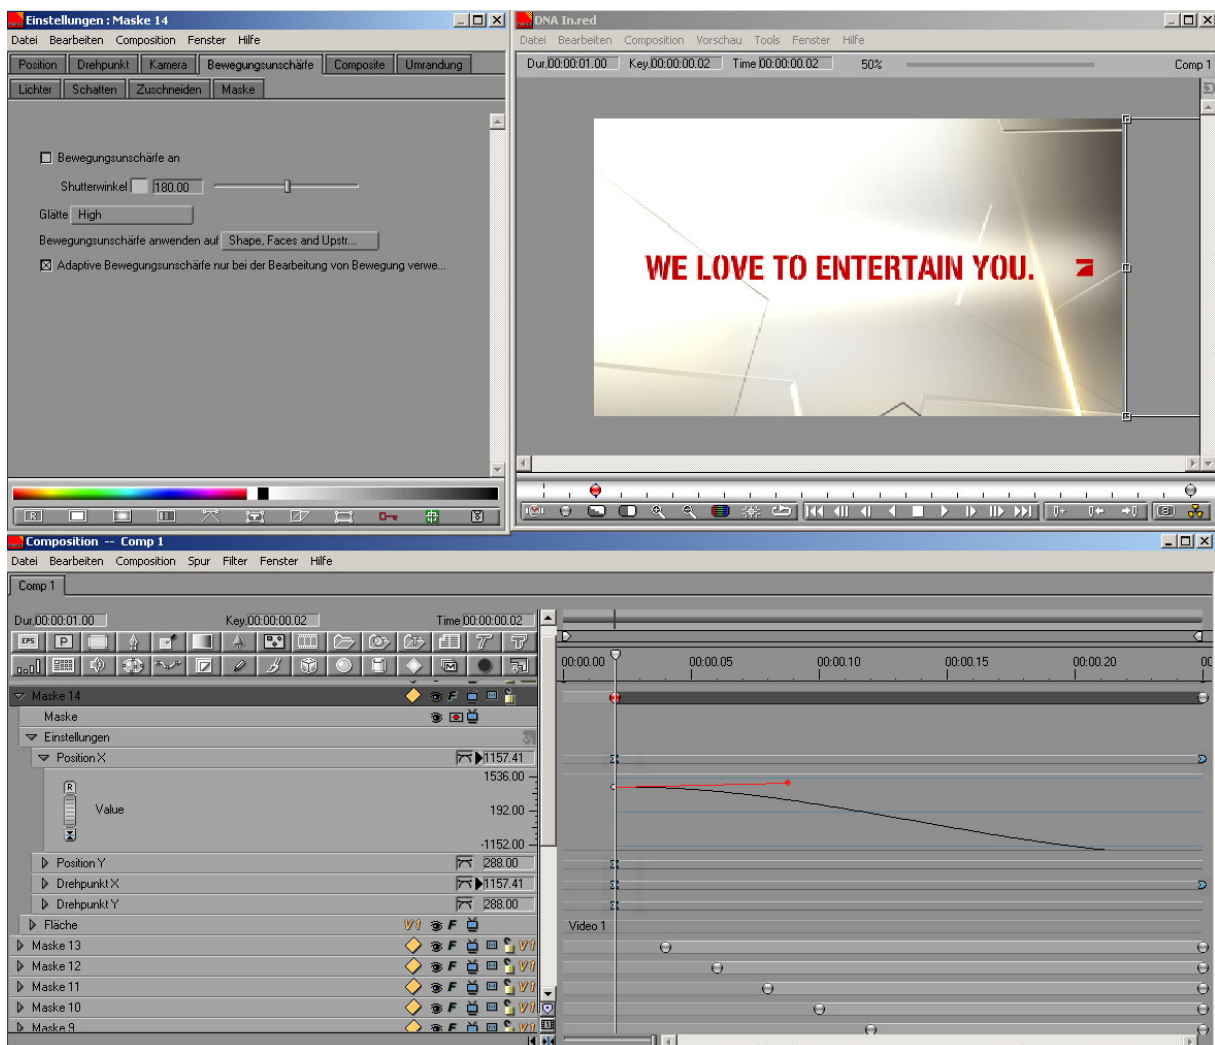 Einstellungen : Maske 14
Datei Bearbeiten Composition Fenster Hilfe
Position Drehpunkt Kamera Bewegungsunschärfe Composite Umrandung
Lichter Schatten Zuschneiden Maske
Bewegungsunschärfe an
Shutterwinkel 180.00
Glätte High
Bewegungsunschärfe anwenden auf Shape, Faces and Upstr...
Adaptive Bewegungsunschärfe nur bei der Bearbeitung von Bewegung verwe...
DNA In.red
Datei Bearbeiten Composition Vorschau Tools Fenster Hilfe
Dur 00:00:01.00 Key 00:00:00.02 Time 00:00:00.02 50% Comp 1
WE LOVE TO ENTERTAIN YOU.
Composition -- Comp 1
Datei Bearbeiten Composition Spur Filter Fenster Hilfe
Comp 1
Dur 00:00:01.00 Key 00:00:00.02 Time 00:00:00.02
EPS P T T
00:00.00 00:00.05 00:00.10 00:00.15 00:00.20 00
Maske 14 F
Maske
Einstellungen
Position X 1157.41
1536.00
R
Value 192.00
-1152.00
Position Y 288.00
Drehpunkt X 1157.41
Drehpunkt Y 288.00
Fläche V1 F Video 1
Maske 13 F V1
Maske 12 F V1
Maske 11 F V1
Maske 10 F V1
Maske 9 F V1